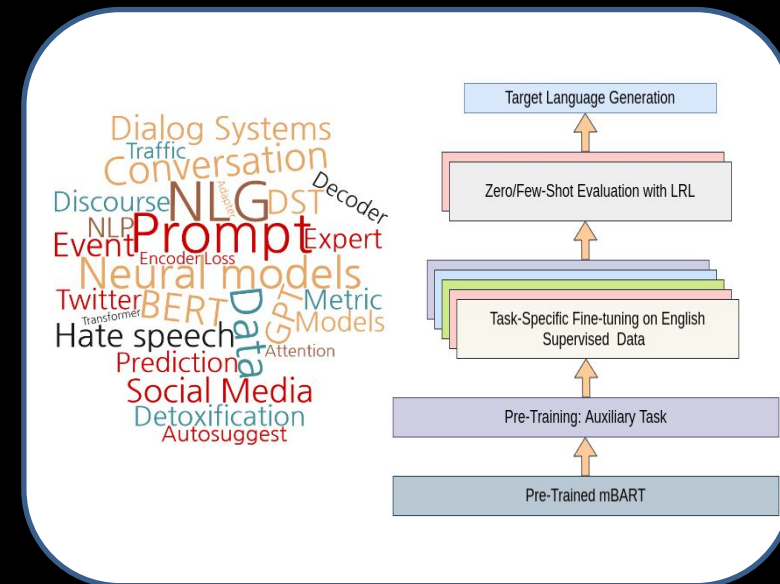 Dialog Systems
Traffic
Conversation
Discourse
NLG
Adapter
DST
Decoder
NLP
Prompt
Event
Expert
Encoder Loss
Neural models
Twitter
BERT
Data
GPT
Metric
Transformer
Models
Hate speech
Attention
Prediction
Social Media
Detoxification
Autosuggest
Target Language Generation
Zero/Few-Shot Evaluation with LRL
Task-Specific Fine-tuning on English
Supervised Data
Pre-Training: Auxiliary Task
Pre-Trained mBART